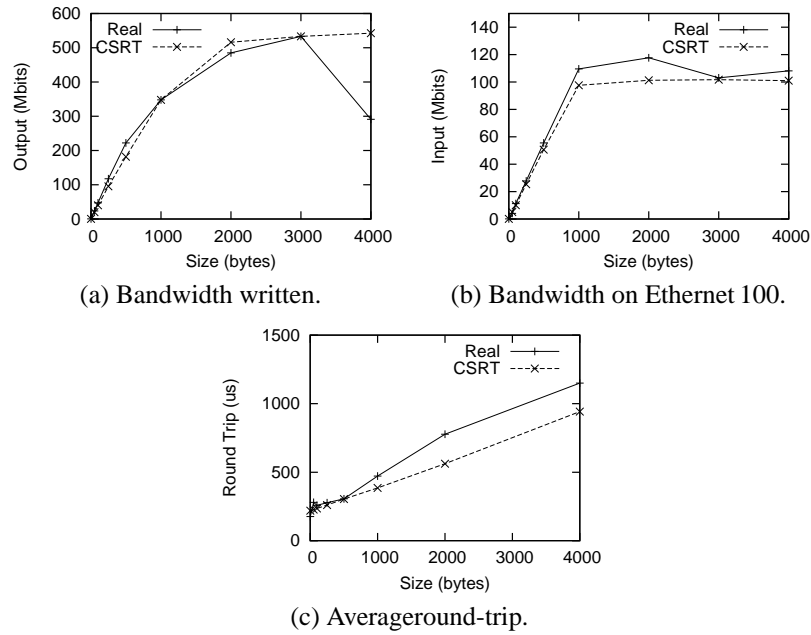 600
500
400
300
200
100
0
Output (Mbits)
Real
CSRT
0 1000 2000 3000 4000
Size (bytes)
(a) Bandwidth written.
140
120
100
80
60
40
20
0
Input (Mbits)
Real
CSRT
0 1000 2000 3000 4000
Size (bytes)
(b) Bandwidth on Ethernet 100.
1500
1000
500
0
Round Trip (us)
Real
CSRT
0 1000 2000 3000 4000
Size (bytes)
(c) Averageround-trip.